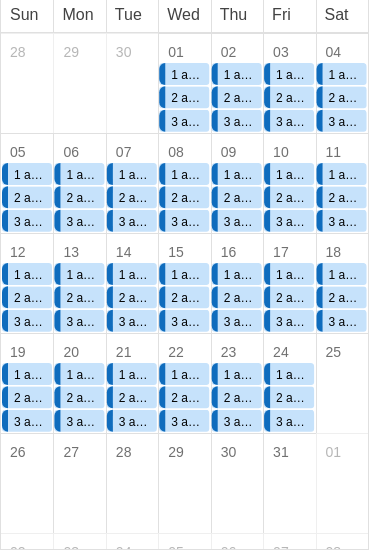 Sun Mon Tue Wed Thu Fri Sat
28 29 30 01 02 03 04
1 a... 1 a... 1 a... 1 a...
2 a... 2 a... 2 a... 2 a...
3 a... 3 a... 3 a... 3 a...
05 06 07 08 09 10 11
1 a... 1 a... 1 a... 1 a... 1 a... 1 a... 1 a...
2 a... 2 a... 2 a... 2 a... 2 a... 2 a... 2 a...
3 a... 3 a... 3 a... 3 a... 3 a... 3 a... 3 a...
12 13 14 15 16 17 18
1 a... 1 a... 1 a... 1 a... 1 a... 1 a... 1 a...
2 a... 2 a... 2 a... 2 a... 2 a... 2 a... 2 a...
3 a... 3 a... 3 a... 3 a... 3 a... 3 a... 3 a...
19 20 21 22 23 24 25
1 a... 1 a... 1 a... 1 a... 1 a... 1 a...
2 a... 2 a... 2 a... 2 a... 2 a... 2 a...
3 a... 3 a... 3 a... 3 a... 3 a... 3 a...
26 27 28 29 30 31 01